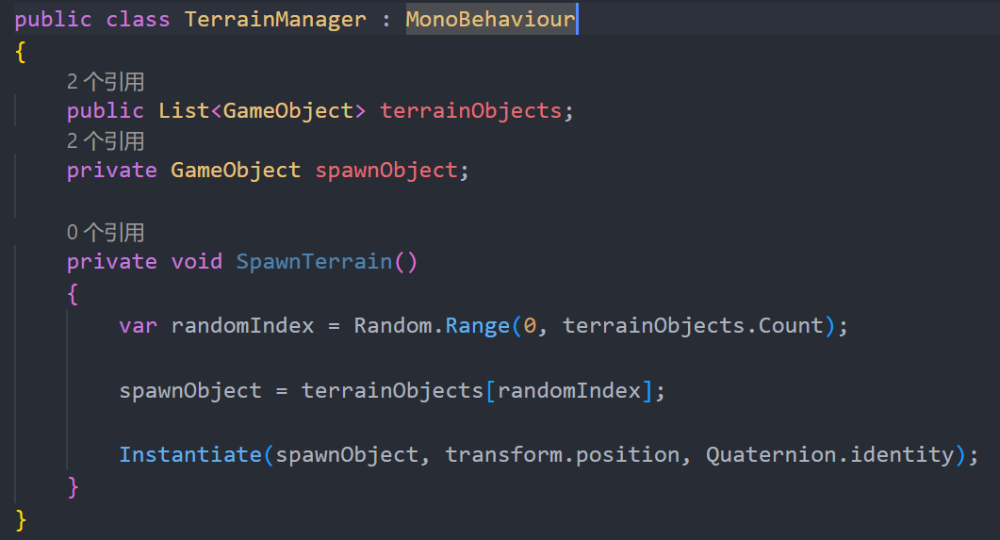 public class TerrainManager : MonoBehaviour
{
2 个引用
public List<GameObject> terrainObjects;
2 个引用
private GameObject spawnObject;
0 个引用
private void SpawnTerrain()
{
var randomIndex = Random.Range(0, terrainObjects.Count);
spawnObject = terrainObjects[randomIndex];
Instantiate(spawnObject, transform.position, Quaternion.identity);
}
}